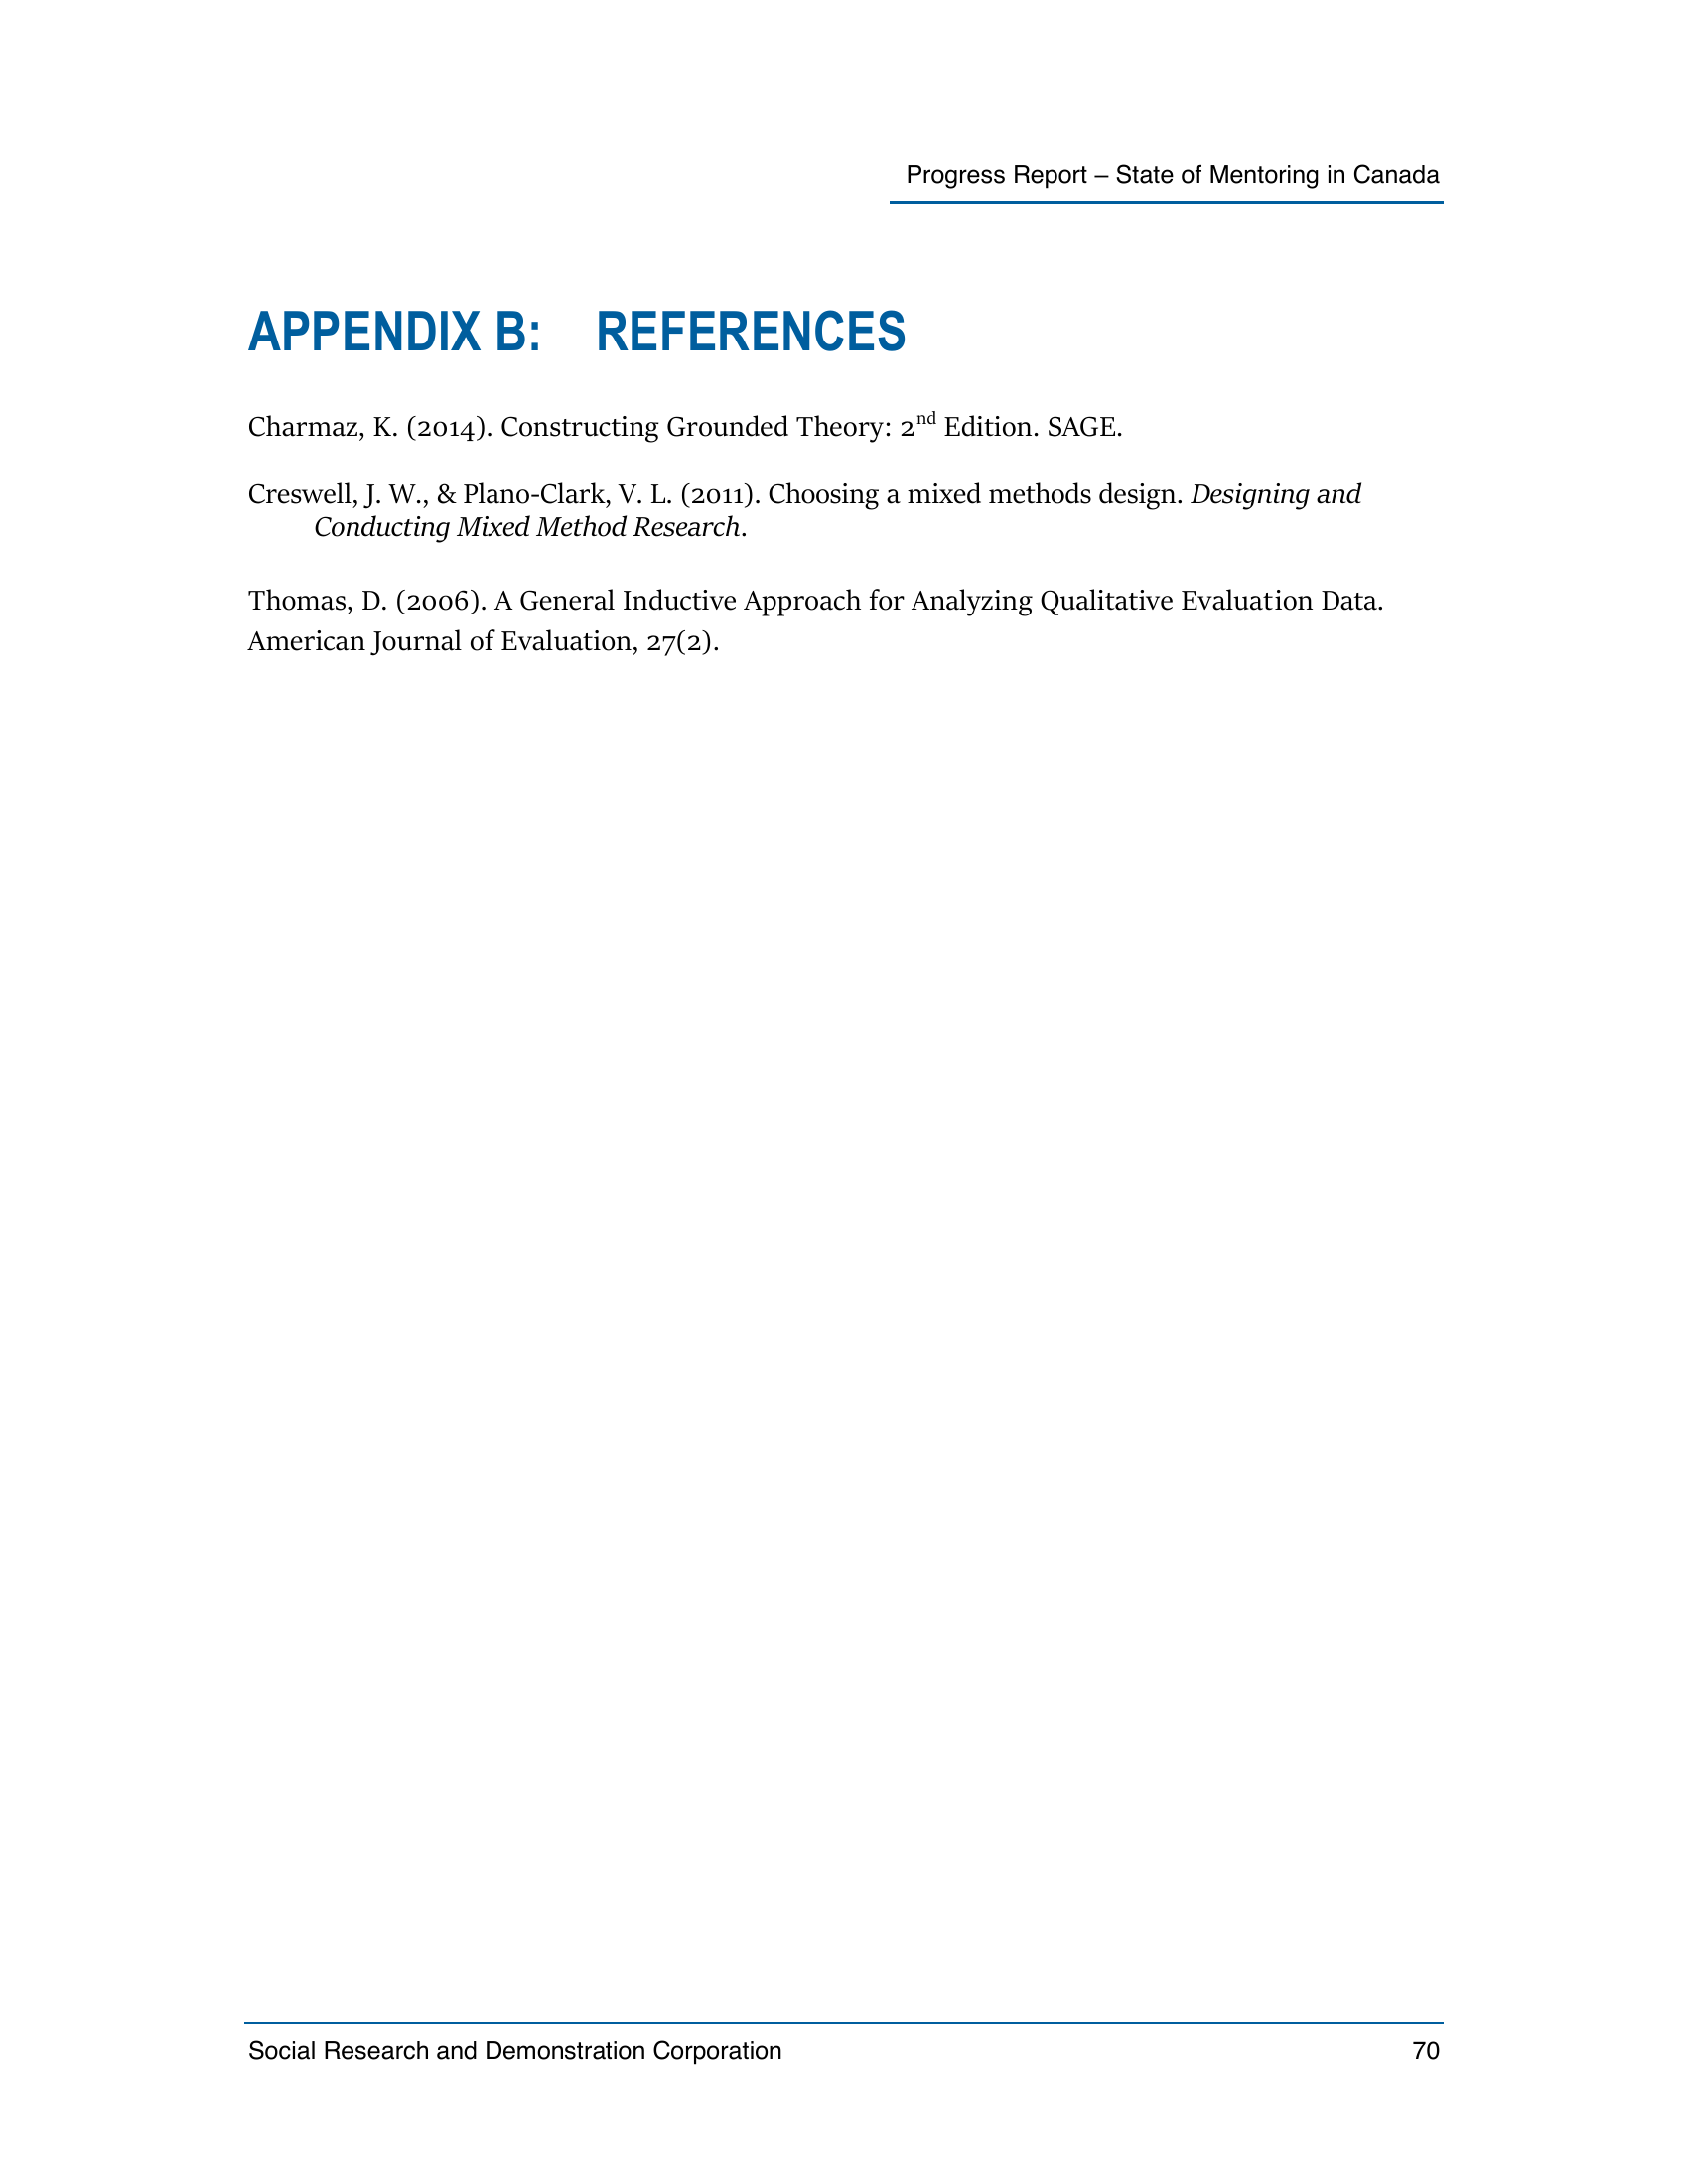 Progress Report – State of Mentoring in Canada
APPENDIX B: REFERENCES
Charmaz, K. (2014). Constructing Grounded Theory: 2nd Edition. SAGE.
Creswell, J. W., & Plano-Clark, V. L. (2011). Choosing a mixed methods design. Designing and
Conducting Mixed Method Research.
Thomas, D. (2006). A General Inductive Approach for Analyzing Qualitative Evaluation Data.
American Journal of Evaluation, 27(2).
Social Research and Demonstration Corporation 70